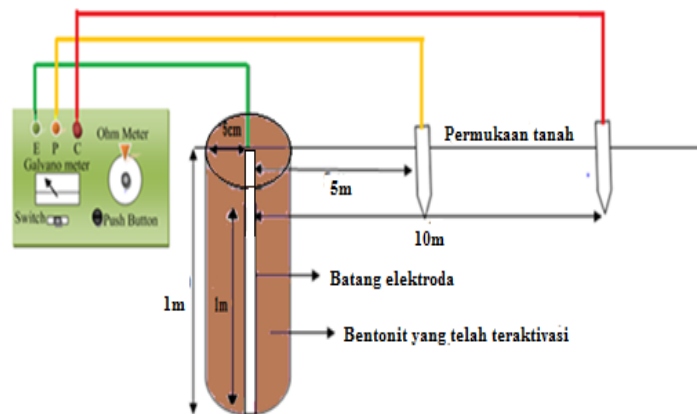 E P C
Ohm Meter
Galvano meter
Switch
Push Button
5cm
Permukaan tanah
5m
10m
1m
1m
Batang elektroda
Bentonit yang telah teraktivasi